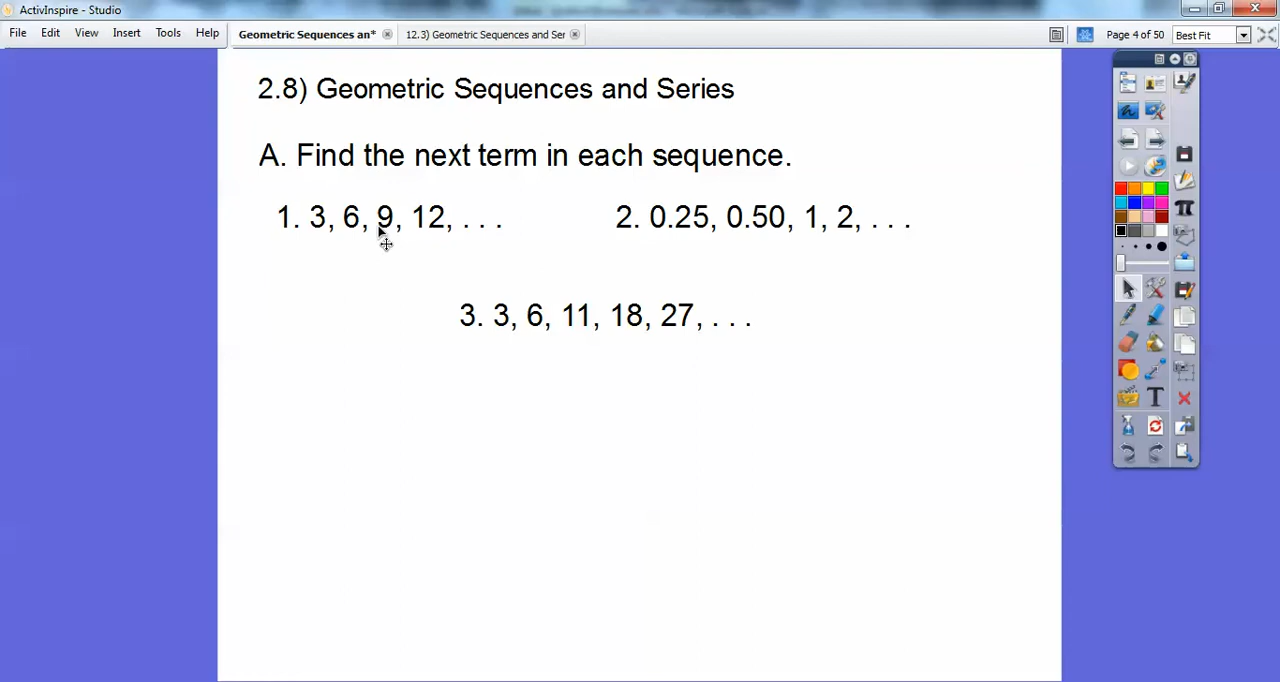 ActivInspire - Studio
File Edit View Insert Tools Help Geometric Sequences an* 12.3) Geometric Sequences and Ser Page 4 of 50 Best Fit
2.8) Geometric Sequences and Series
A. Find the next term in each sequence.
1. 3, 6, 9, 12, . . . 2. 0.25, 0.50, 1, 2, . . .
3. 3, 6, 11, 18, 27, . . .